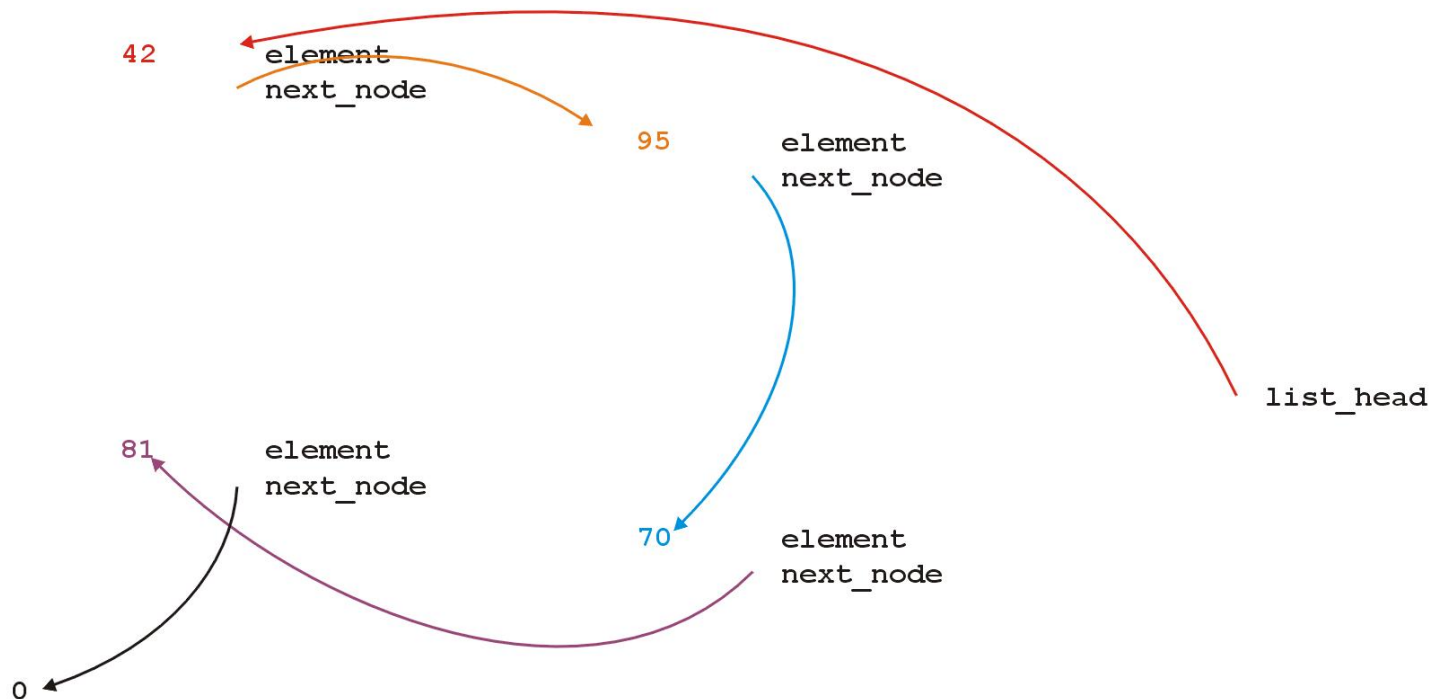 42 element
next_node
95 element
next_node
list_head
81 element
next_node
70 element
next_node
0